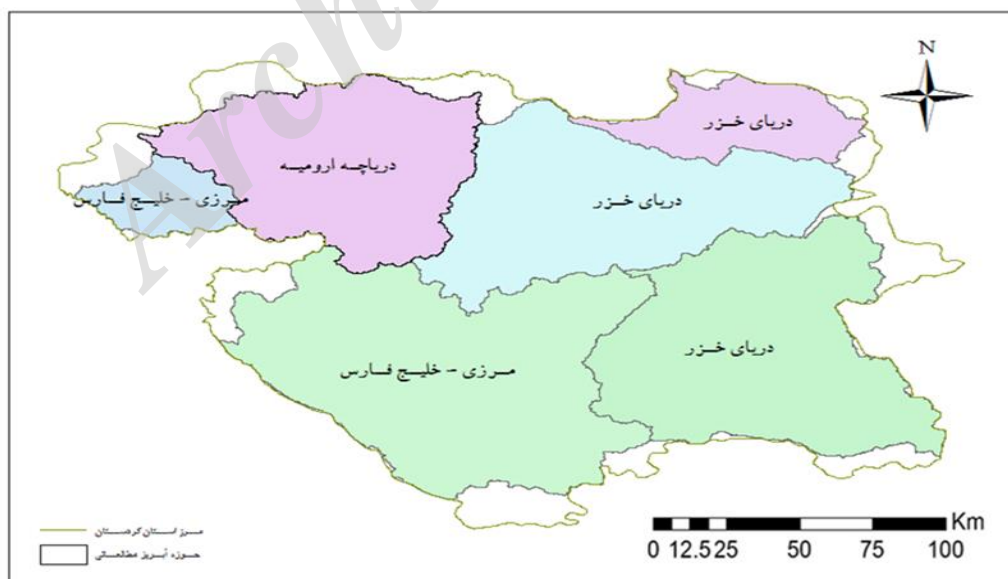 Archi
N
دریای خزر
دریاچه ارومیه
مرزی - خلیج فارس
دریای خزر
دریای خزر
مرزی - خلیج فارس
مرز استان کردستان
حوزه آبریز مطالعاتی
Km
0 12.5 25 50 75 100